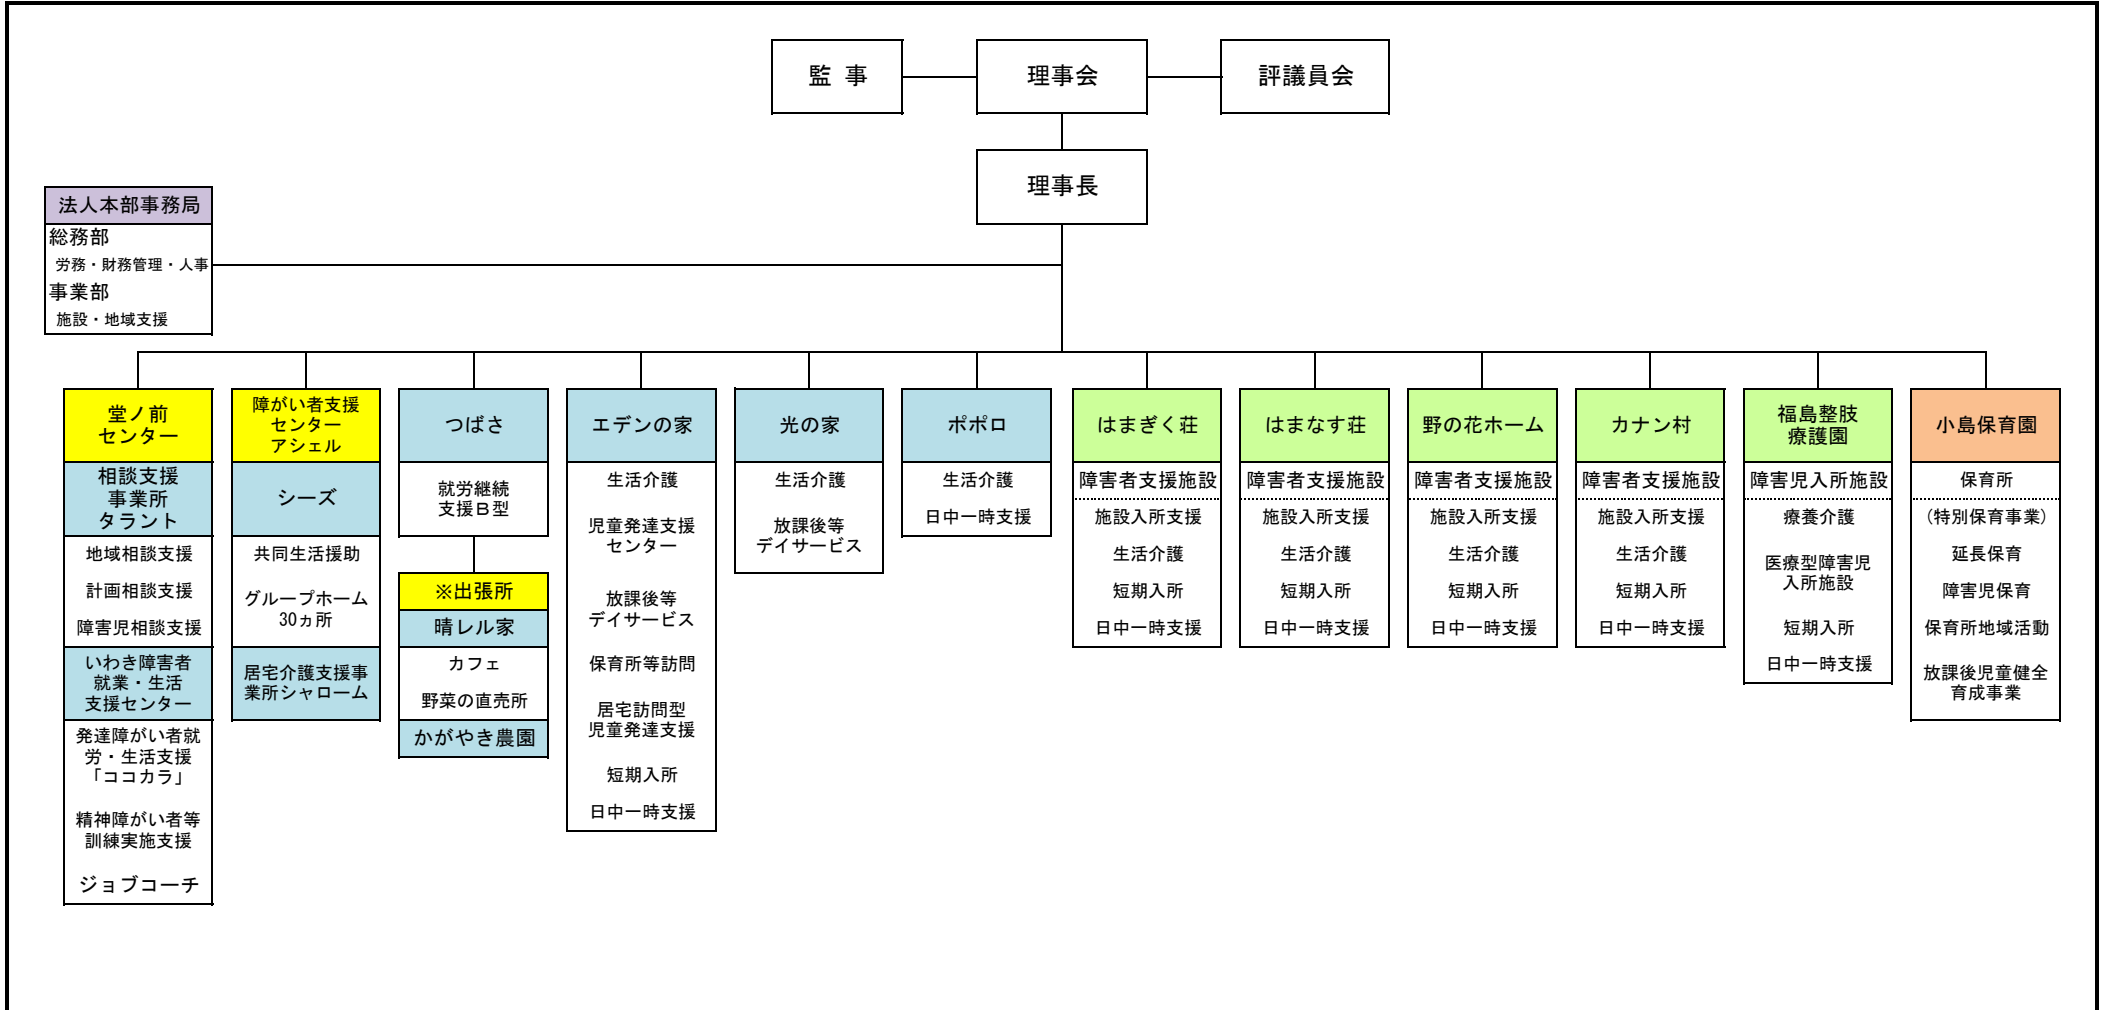 監 事
理事会
評議員会
理事長
法人本部事務局
総務部
労務・財務管理・人事
事業部
施設・地域支援
堂ノ前
センター
相談支援
事業所
タラント
地域相談支援
計画相談支援
障害児相談支援
いわき障害者
就業・生活
支援センター
発達障がい者就
労・生活支援
「ココカラ」
精神障がい者等
訓練実施支援
ジョブコーチ
障がい者支援
センター
アシェル
シーズ
共同生活援助
グループホーム
30ヵ所
居宅介護支援事
業所シャローム
つばさ
就労継続
支援Ｂ型
※出張所
晴レル家
カフェ
野菜の直売所
かがやき農園
エデンの家
生活介護
児童発達支援
センター
放課後等
デイサービス
保育所等訪問
居宅訪問型
児童発達支援
短期入所
日中一時支援
光の家
生活介護
放課後等
デイサービス
ポポロ
生活介護
日中一時支援
はまぎく荘
障害者支援施設
施設入所支援
生活介護
短期入所
日中一時支援
はまなす荘
障害者支援施設
施設入所支援
生活介護
短期入所
日中一時支援
野の花ホーム
障害者支援施設
施設入所支援
生活介護
短期入所
日中一時支援
カナン村
障害者支援施設
施設入所支援
生活介護
短期入所
日中一時支援
福島整肢
療護園
障害児入所施設
療養介護
医療型障害児
入所施設
短期入所
日中一時支援
小島保育園
保育所
（特別保育事業）
延長保育
障害児保育
保育所地域活動
放課後児童健全
育成事業